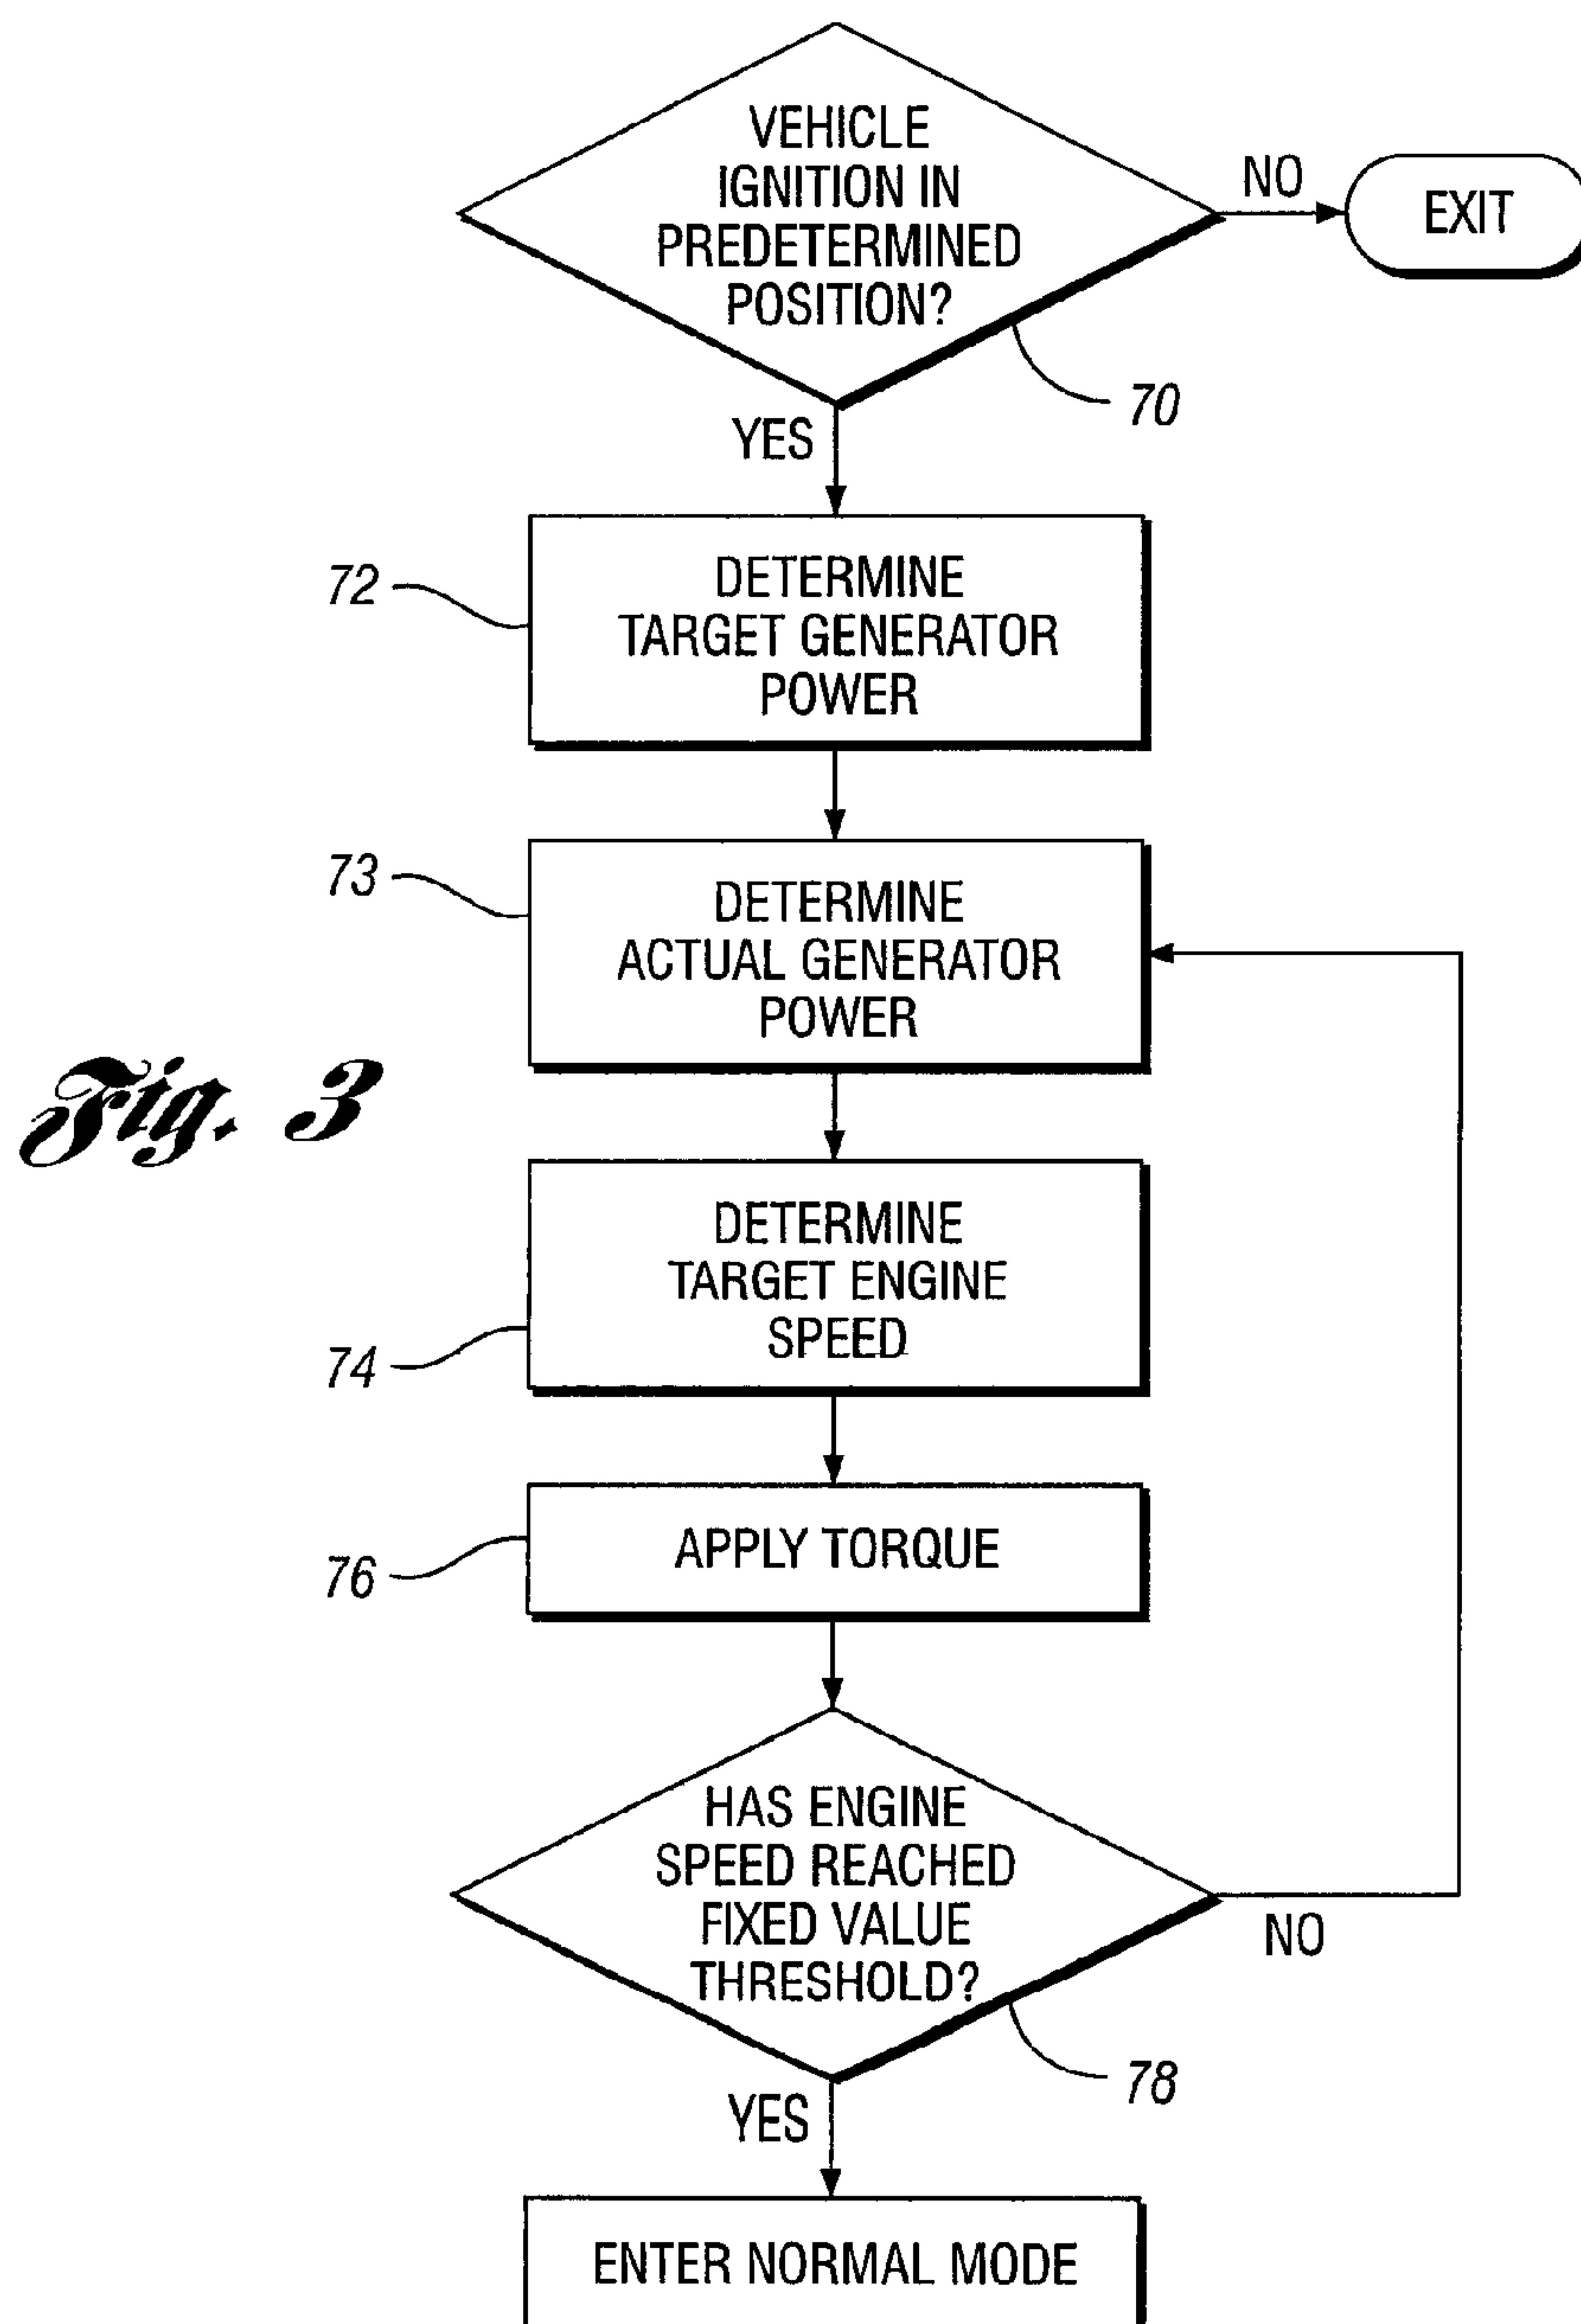 VEHICLE
IGNITION IN
PREDETERMINED
POSITION?
NO
EXIT
70
YES
72
DETERMINE
TARGET GENERATOR
POWER
73
DETERMINE
ACTUAL GENERATOR
POWER
Fig. 3
DETERMINE
TARGET ENGINE
SPEED
74
APPLY TORQUE
76
HAS ENGINE
SPEED REACHED
FIXED VALUE
THRESHOLD?
NO
78
YES
ENTER NORMAL MODE